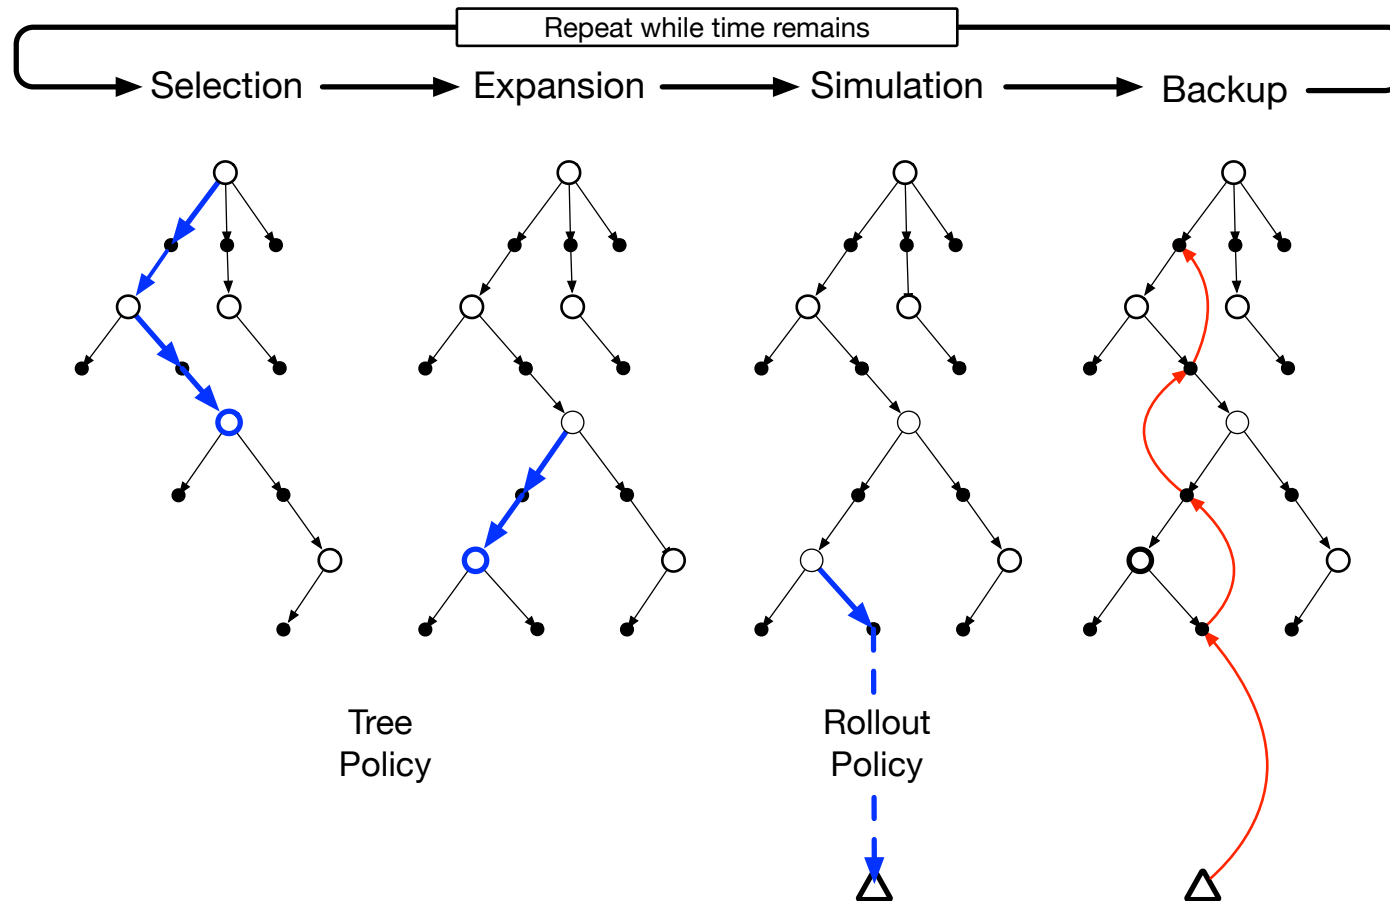 Repeat while time remains
Selection
Expansion
Simulation
Backup
Tree
Policy
Rollout
Policy